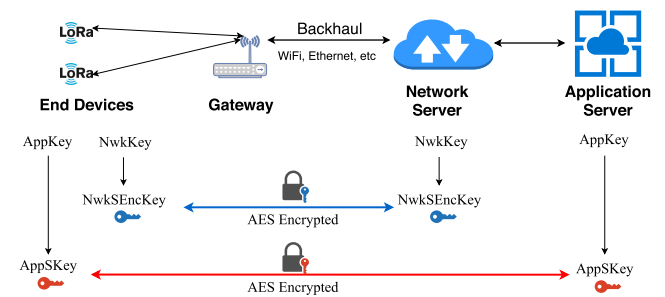 LoRa
LoRa
Backhaul
WiFi, Ethernet, etc
End Devices
Gateway
Network
Server
Application
Server
AppKey
NwkKey
NwkKey
AppKey
NwkSEncKey
AES Encrypted
NwkSEncKey
AppSKey
AES Encrypted
AppSKey